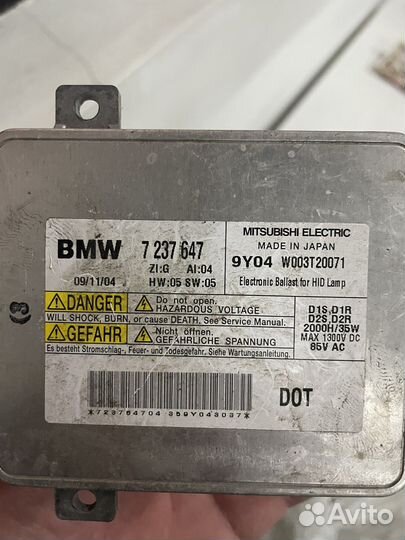 BMW 7 237 647
ZI:G AI:04
09/11/04 HW:05 SW:05
MITSUBISHI ELECTRIC
MADE IN JAPAN
9Y04 W003T20071
Electronic Ballast for HID Lamp
DANGER Do not open.
HAZARDOUS VOLTAGE
WILL SHOCK, BURN, or cause DEATH. See Service Manual.
GEFAHR Nicht öffnen.
GEFÄHRLICHE SPANNUNG
Es besteht Stromschlag-, Feuer- und Todesgefahr. Siehe Wartungsanleitung.
D1S,D1R
D2S,D2R
2000H/35W
MAX 1300V DC
85V AC
*723764704 359Y043037*
DOT
Avito